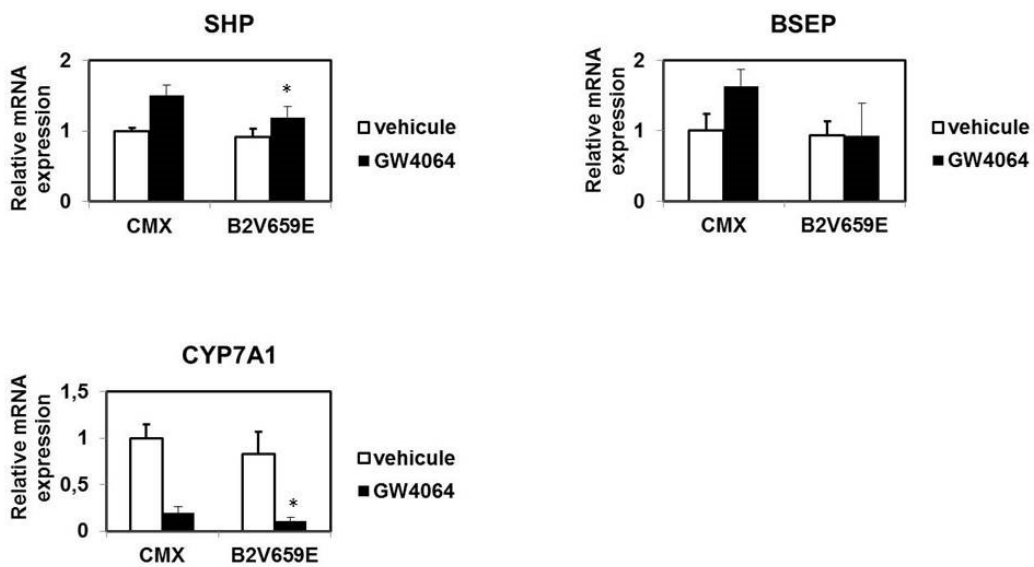 SHP
Relative mRNA
expression
2
1
0
*
CMX
B2V659E
vehicule
GW4064
BSEP
Relative mRNA
expression
2
1
0
CMX
B2V659E
vehicule
GW4064
CYP7A1
Relative mRNA
expression
1,5
1
0,5
0
*
CMX
B2V659E
vehicule
GW4064